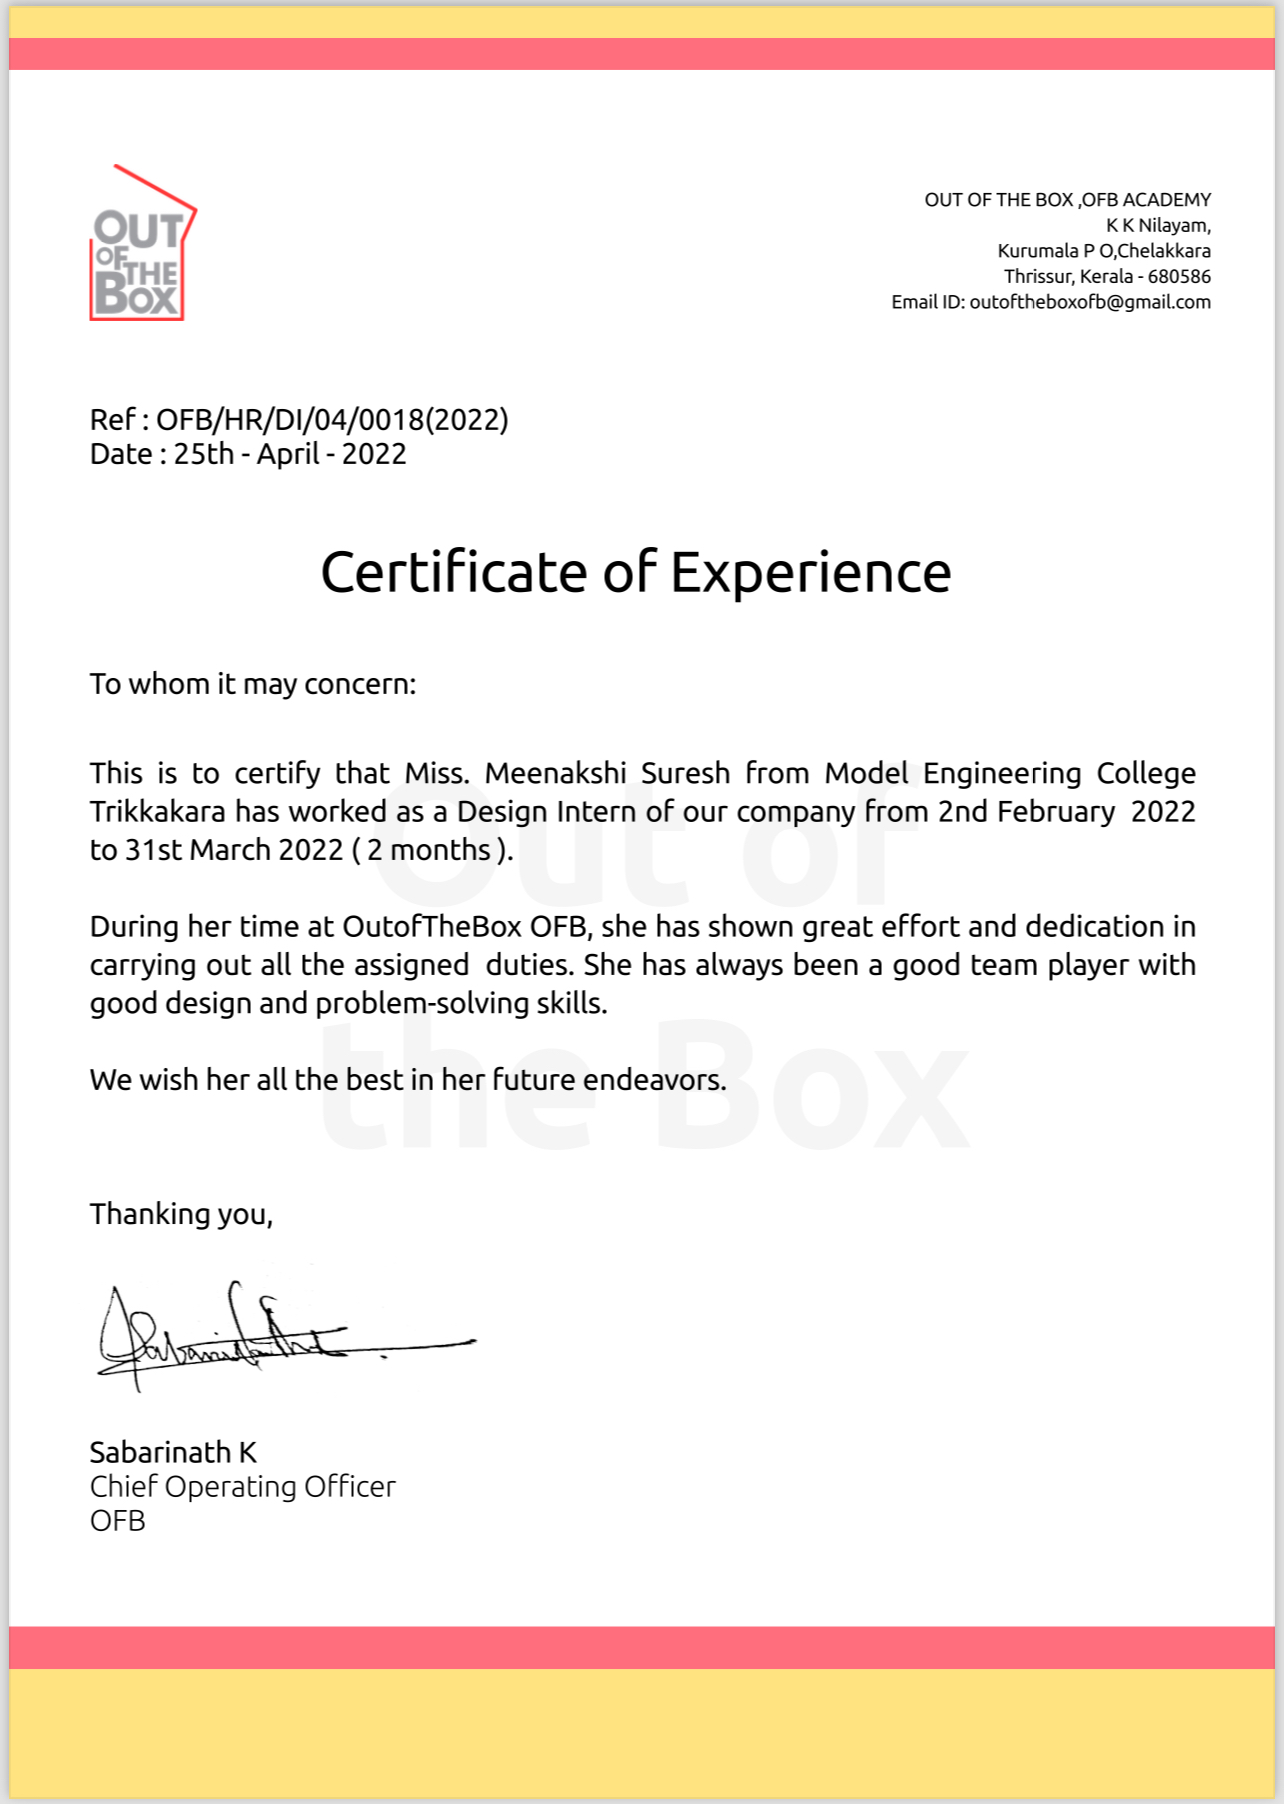 OUT
OF
THE
BOX
OUT OF THE BOX ,OFB ACADEMY
K K Nilayam,
Kurumala P O,Chelakkara
Thrissur, Kerala - 680586
Email ID: outoftheboxofb@gmail.com
Ref : OFB/HR/DI/04/0018(2022)
Date : 25th - April - 2022
Certificate of Experience
To whom it may concern:
This is to certify that Miss. Meenakshi Suresh from Model Engineering College
Trikkakara has worked as a Design Intern of our company from 2nd February 2022
to 31st March 2022 ( 2 months ).
During her time at OutofTheBox OFB, she has shown great effort and dedication in
carrying out all the assigned duties. She has always been a good team player with
good design and problem-solving skills.
We wish her all the best in her future endeavors.
Out of
the Box
Thanking you,
Sabarinath
Sabarinath K
Chief Operating Officer
OFB